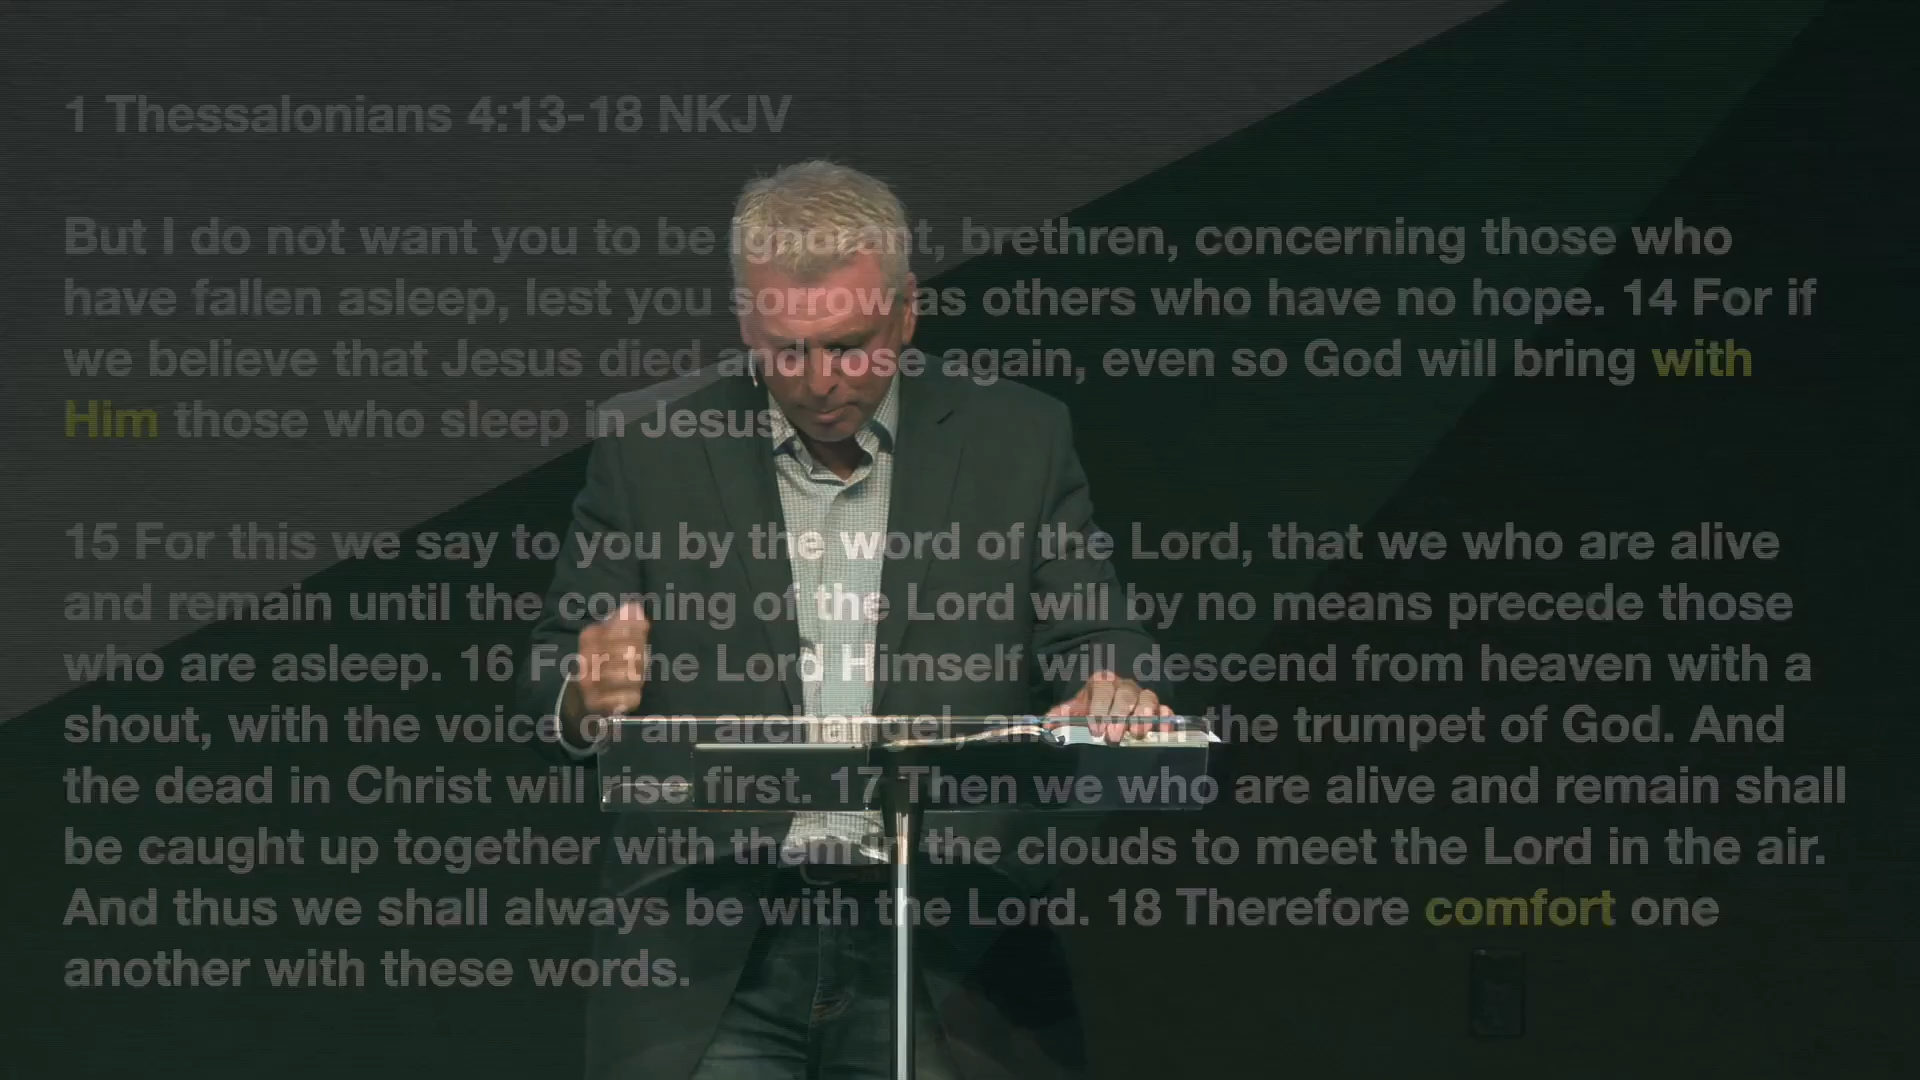 1 Thessalonians 4:13-18 NKJV
But I do not want you to be ignorant, brethren, concerning those who
have fallen asleep, lest you sorrow as others who have no hope. 14 For if
we believe that Jesus died and rose again, even so God will bring with
Him those who sleep in Jesus.
15 For this we say to you by the word of the Lord, that we who are alive
and remain until the coming of the Lord will by no means precede those
who are asleep. 16 For the Lord Himself will descend from heaven with a
shout, with the voice of an archangel, and with the trumpet of God. And
the dead in Christ will rise first. 17 Then we who are alive and remain shall
be caught up together with them in the clouds to meet the Lord in the air.
And thus we shall always be with the Lord. 18 Therefore comfort one
another with these words.